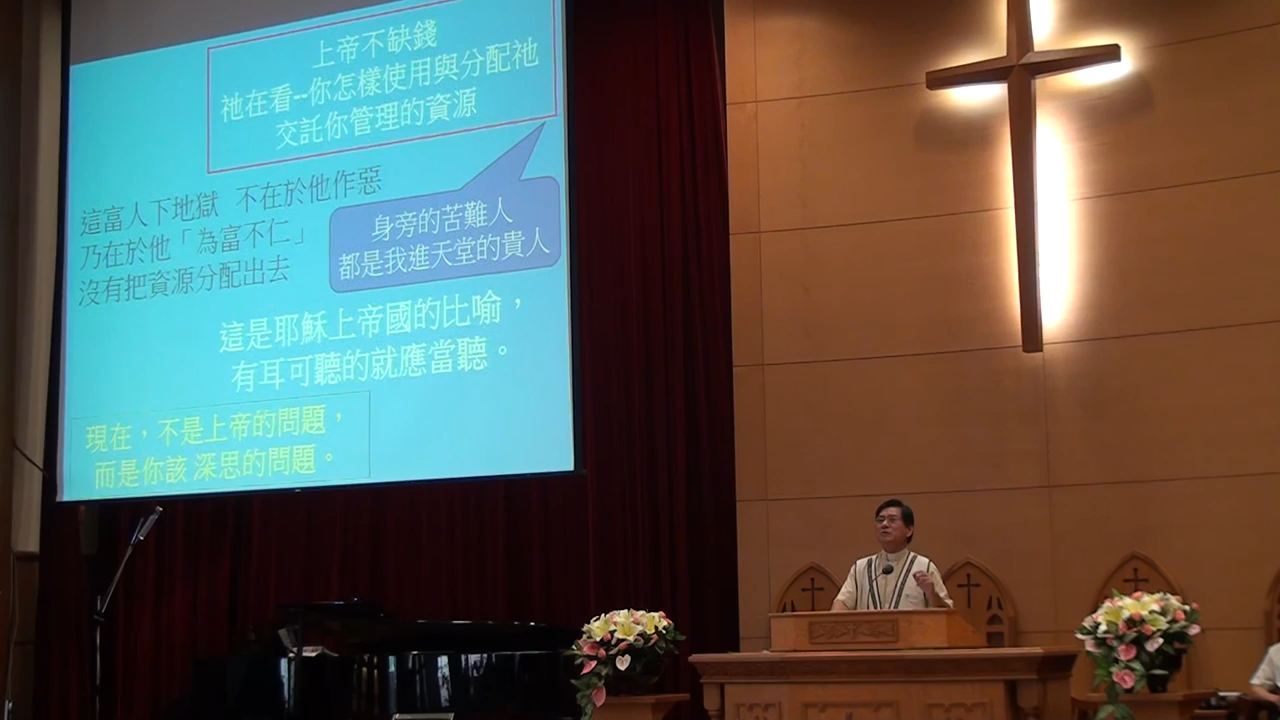 上帝不缺錢
祂在看--你怎樣使用與分配祂
交託你管理的資源
這富人下地獄 不在於他作惡
乃在於他「為富不仁」
沒有把資源分配出去
身旁的苦難人
都是我進天堂的貴人
這是耶穌上帝國的比喻，
有耳可聽的就應當聽。
現在，不是上帝的問題，
而是你該 深思的問題。